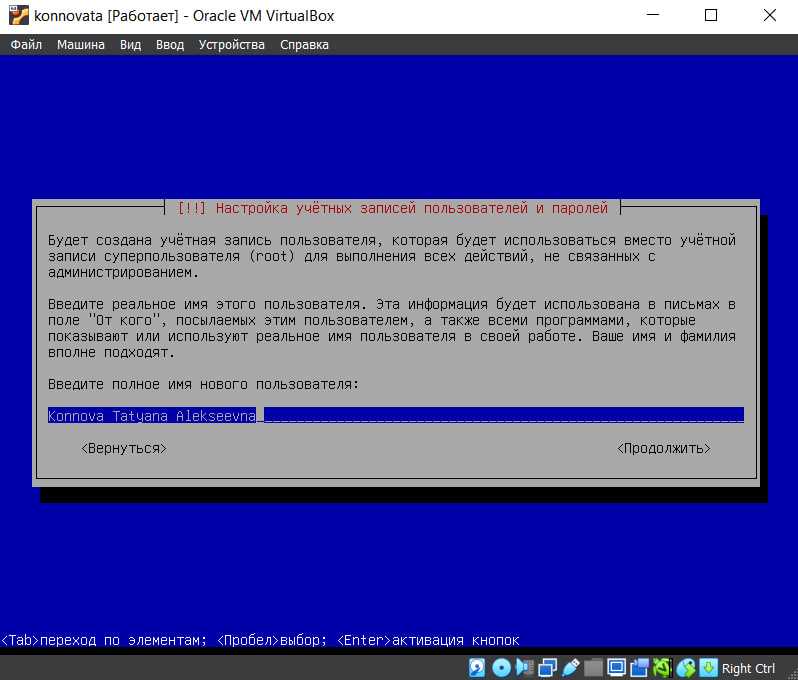 konnovata [Работает] - Oracle VM VirtualBox
Файл Машина Вид Ввод Устройства Справка
[!!] Настройка учётных записей пользователей и паролей
Будет создана учётная запись пользователя, которая будет использоваться вместо учётной
записи суперпользователя (root) для выполнения всех действий, не связанных с
администрированием.
Введите реальное имя этого пользователя. Эта информация будет использована в письмах в
поле "От кого", посылаемых этим пользователем, а также всеми программами, которые
показывают или используют реальное имя пользователя в своей работе. Ваше имя и фамилия
вполне подходят.
Введите полное имя нового пользователя:
Konnova Tatyana Alekseevna
<Вернуться> <Продолжить>
<Tab>переход по элементам; <Пробел>выбор; <Enter>активация кнопок
Right Ctrl